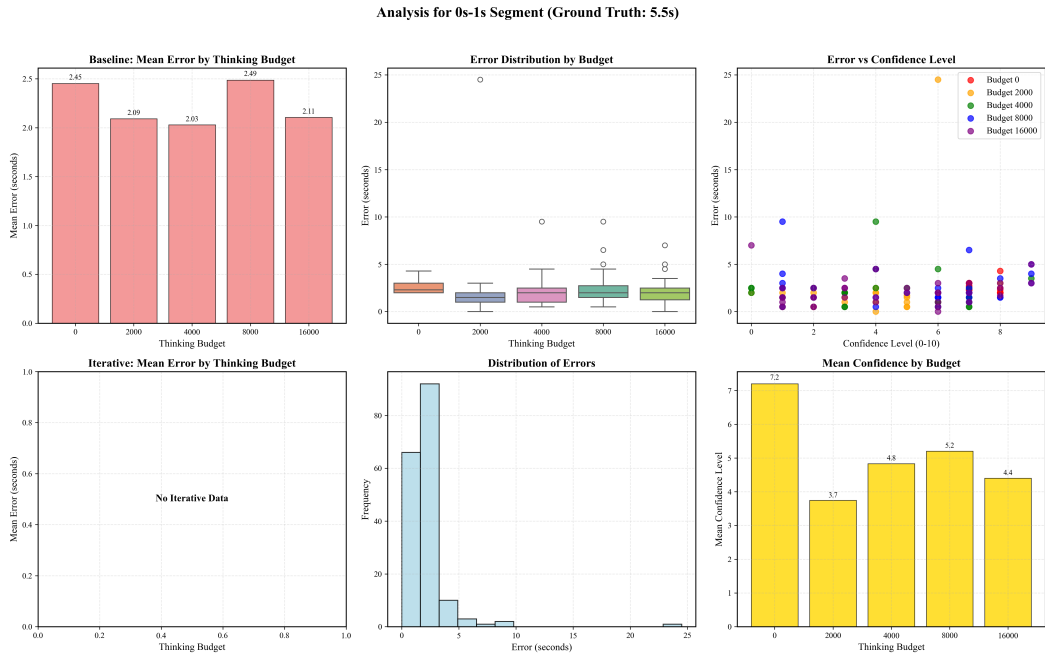 Analysis for 0s-1s Segment (Ground Truth: 5.5s)
Baseline: Mean Error by Thinking Budget
Mean Error (seconds)
2.5
2.0
1.5
1.0
0.5
0.0
2.45
2.09
2.03
2.49
2.11
0 2000 4000 8000 16000
Thinking Budget
Error Distribution by Budget
Error (seconds)
25
20
15
10
5
0
0 2000 4000 8000 16000
Thinking Budget
Error vs Confidence Level
Error (seconds)
25
20
15
10
5
0
Budget 0
Budget 2000
Budget 4000
Budget 8000
Budget 16000
0 2 4 6 8
Confidence Level (0-10)
Iterative: Mean Error by Thinking Budget
Mean Error (seconds)
1.0
0.8
0.6
0.4
0.2
0.0
No Iterative Data
0.0 0.2 0.4 0.6 0.8 1.0
Thinking Budget
Distribution of Errors
Frequency
80
60
40
20
0
0 5 10 15 20 25
Error (seconds)
Mean Confidence by Budget
Mean Confidence Level
7
6
5
4
3
2
1
0
7.2
3.7
4.8
5.2
4.4
0 2000 4000 8000 16000
Thinking Budget